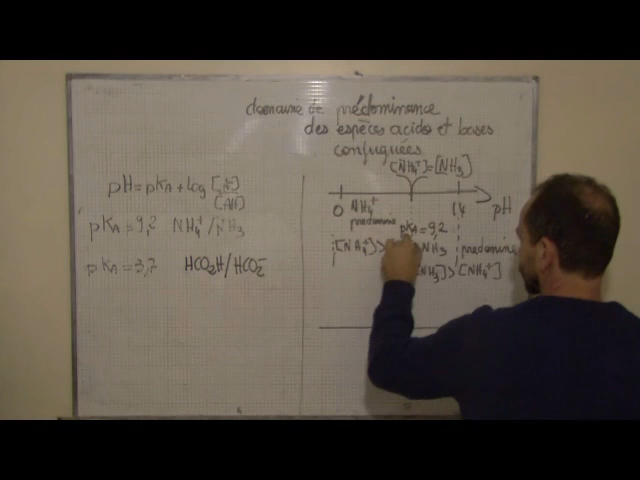 domaine de prédominance
des espèces acides et bases
conjuguées
pH = pKA + log [A-]/[AH]
pKA = 9,2 NH4+/NH3
pKA = 3,7 HCO2H/HCO2-
[NH4+] = [NH3]
0 14 pH
NH4+
prédomine
pKA = 9,2
[NH4+] > NH3 prédomine
[NH3] > [NH4+]